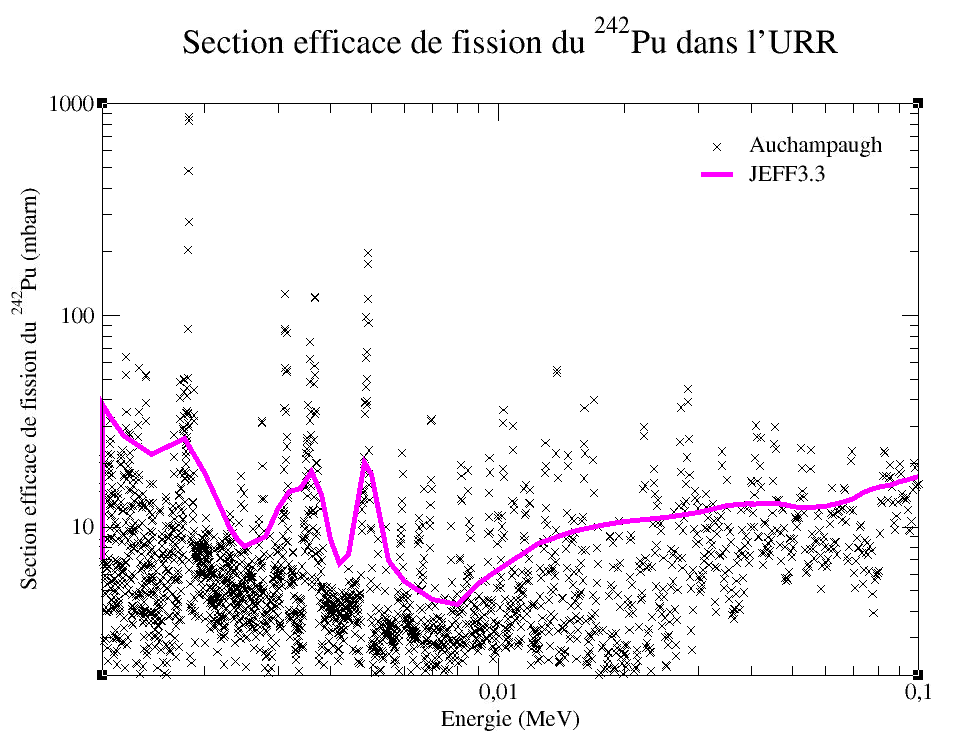 Section efficace de fission du 242Pu dans l'URR
1000
100
10
Section efficace de fission du 242Pu (mbarn)
Auchampaugh
JEFF3.3
0,01
0,1
Energie (MeV)